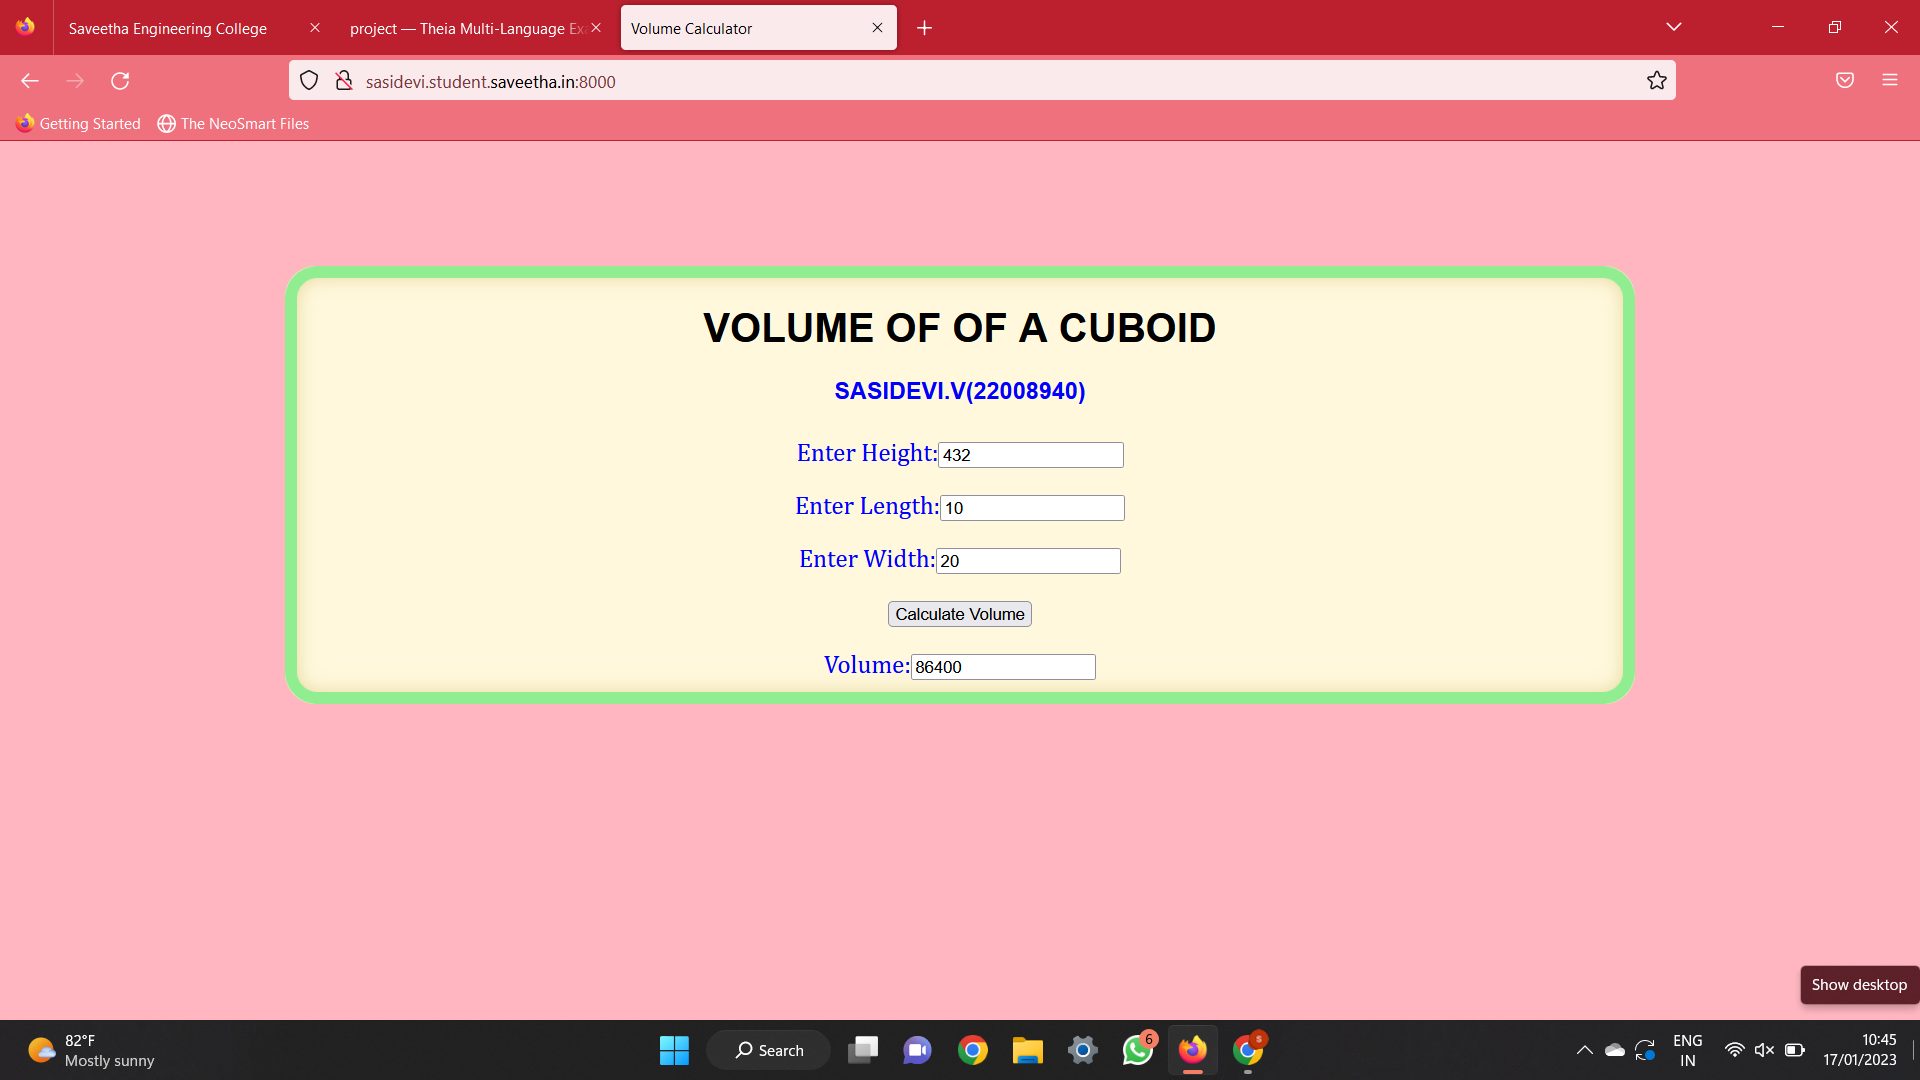 Saveetha Engineering College
project — Theia Multi-Language Ex
Volume Calculator
sasidevi.student.saveetha.in:8000
Getting Started
The NeoSmart Files
VOLUME OF OF A CUBOID
SASIDEVI.V(22008940)
Enter Height:432
Enter Length:10
Enter Width:20
Calculate Volume
Volume:86400
Show desktop
82°F
Mostly sunny
Search
6
S
ENG
IN
10:45
17/01/2023